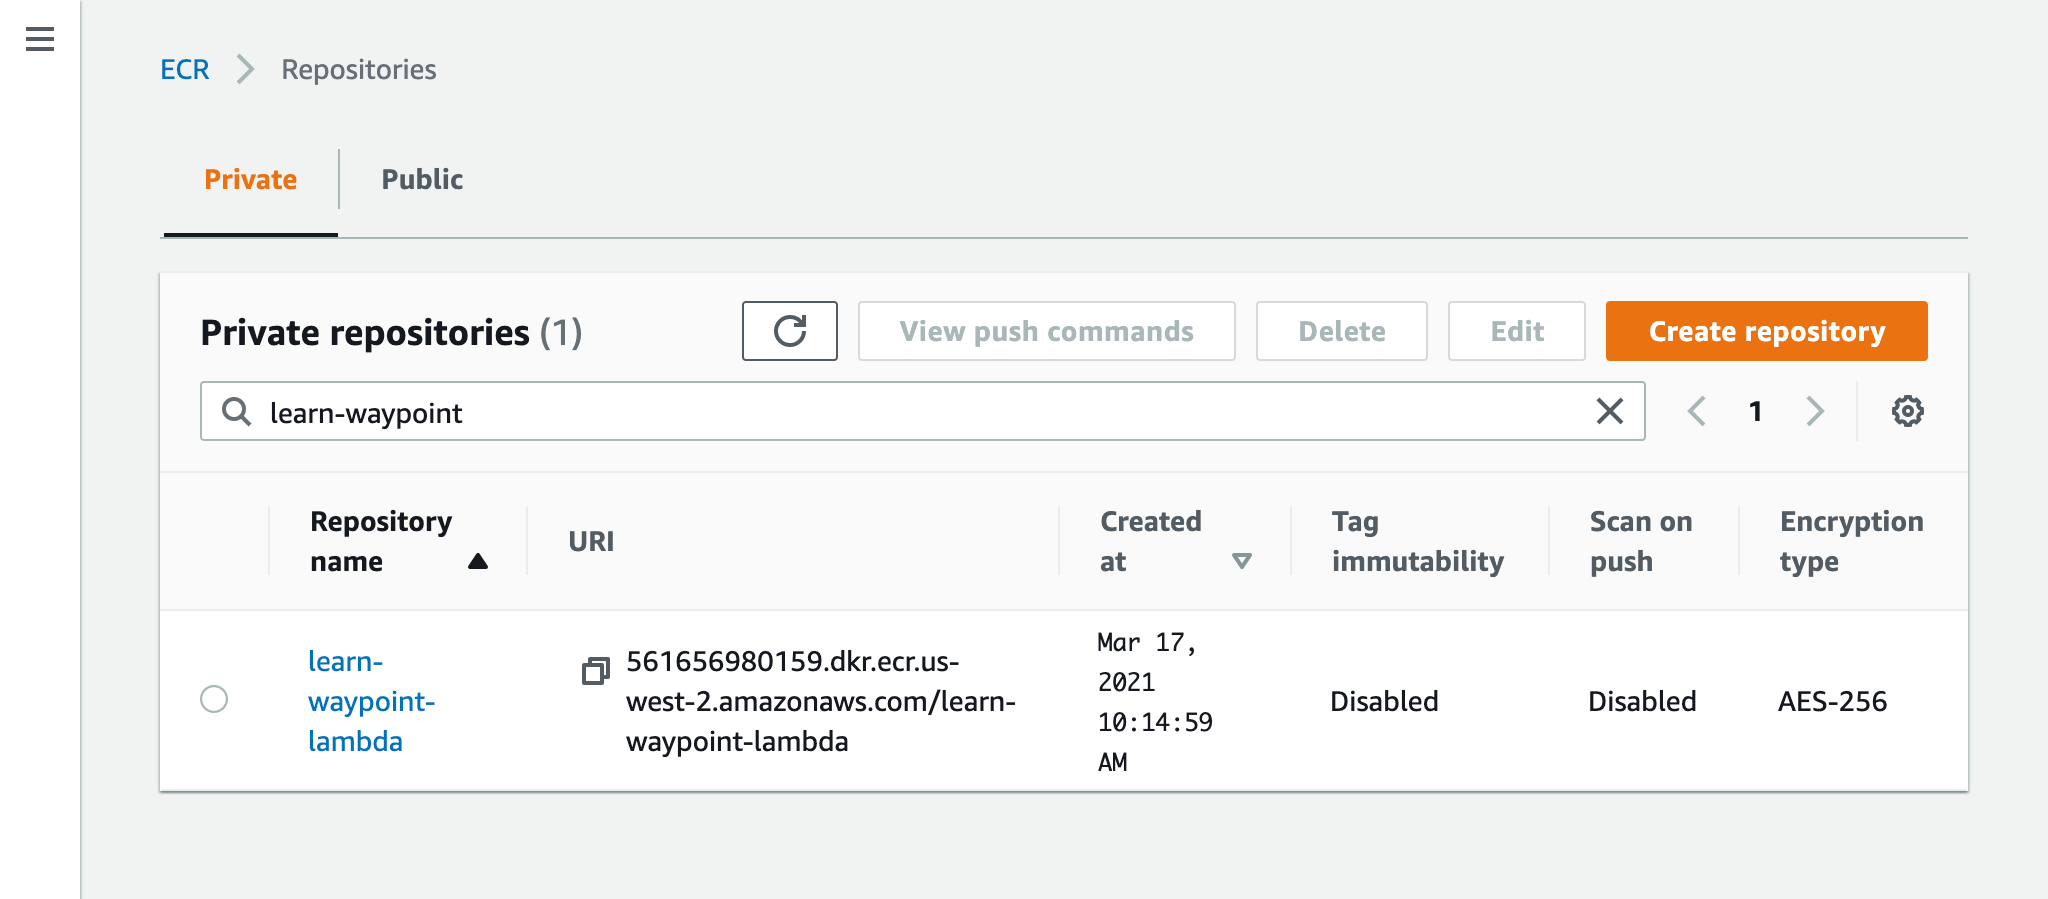 ECR Repositories
Private Public
Private repositories (1) View push commands Delete Edit Create repository
learn-waypoint 1
Repository name URI Created at Tag immutability Scan on push Encryption type
learn-
waypoint-
lambda
561656980159.dkr.ecr.us-
west-2.amazonaws.com/learn-
waypoint-lambda
Mar 17,
2021
10:14:59
AM
Disabled
Disabled
AES-256